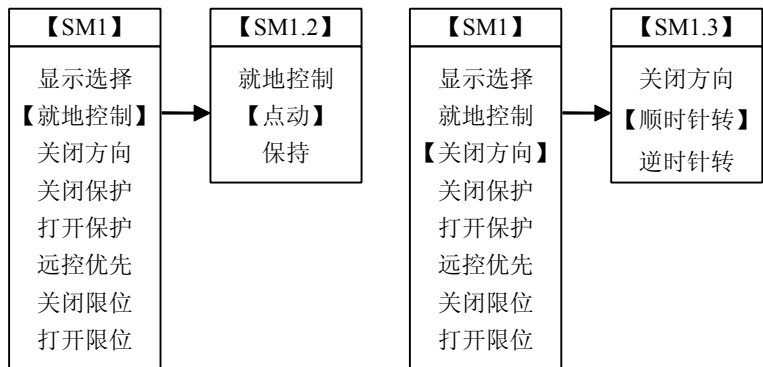 【SM1】
显示选择
【就地控制】
关闭方向
关闭保护
打开保护
远控优先
关闭限位
打开限位
【SM1.2】
就地控制
【点动】
保持
【SM1】
显示选择
就地控制
【关闭方向】
关闭保护
打开保护
远控优先
关闭限位
打开限位
【SM1.3】
关闭方向
【顺时针转】
逆时针转